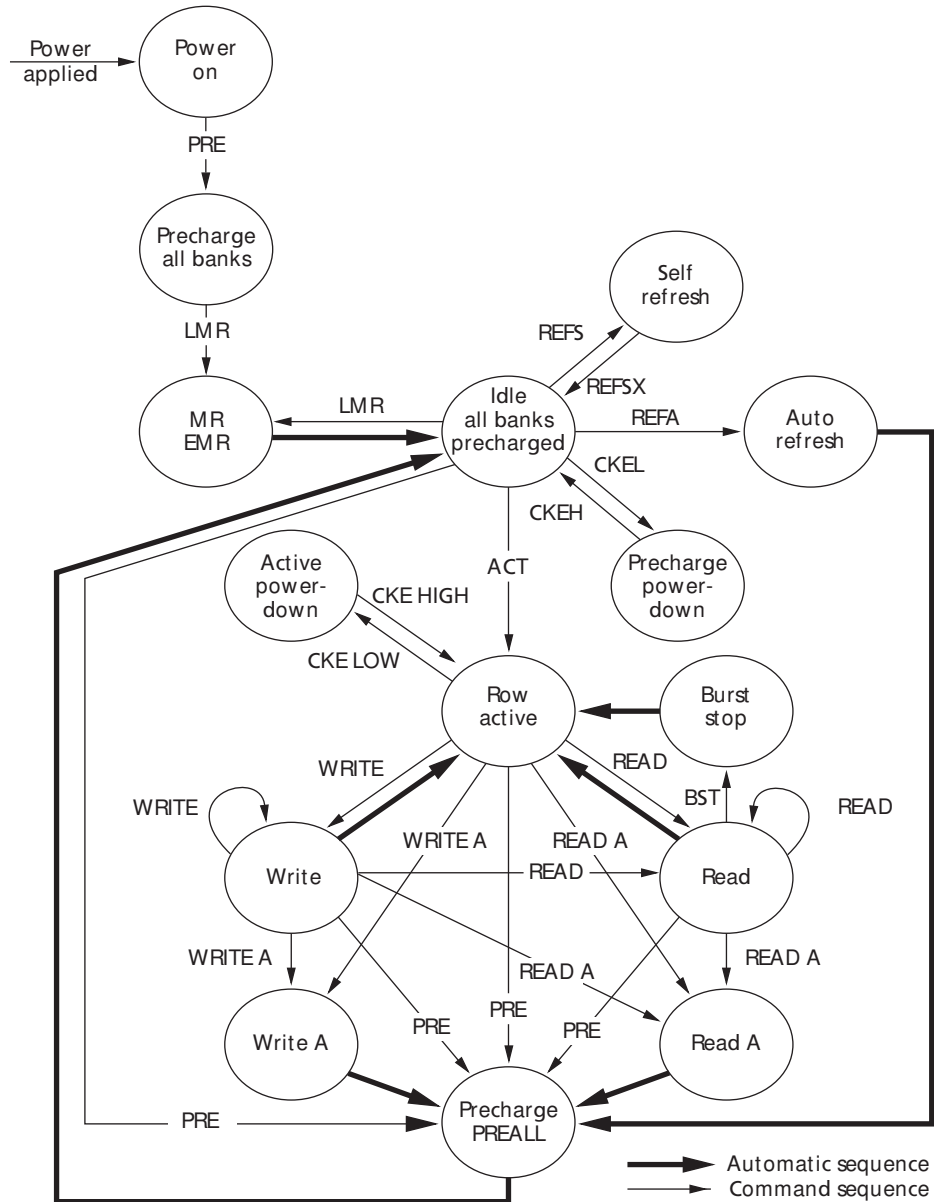 Power
applied
Power
on
PRE
Precharge
all banks
LMR
MR
EMR
LMR
Idle
all banks
precharged
REFS
REFSX
Self
refresh
REFA
Auto
refresh
CKEL
CKEH
Precharge
power-
down
ACT
Active
power-
down
CKE HIGH
CKE LOW
Row
active
Burst
stop
WRITE
READ
BST
WRITE
READ
WRITE A
READ A
Write
READ
Read
WRITE A
READ A
READ A
PRE
PRE
PRE
Write A
Read A
PRE
Precharge
PREALL
Automatic sequence
Command sequence